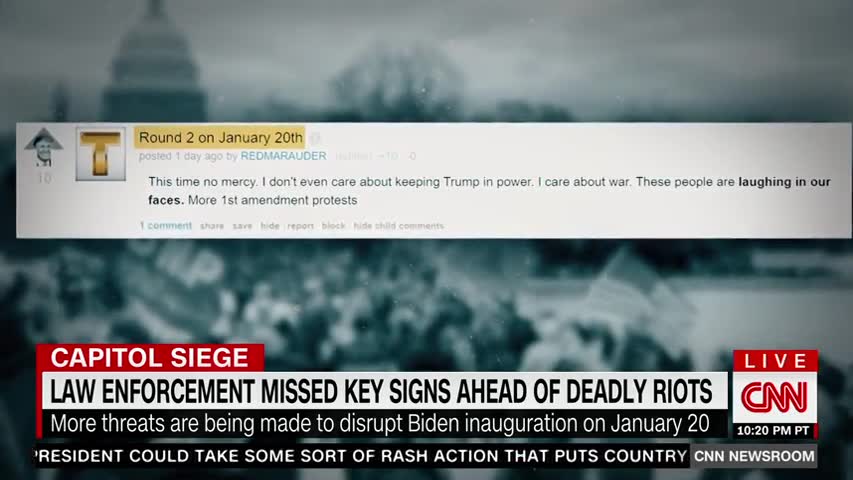 Round 2 on January 20th
posted 1 day ago by REDMARAUDER +10 -0
10
T
This time no mercy. I don't even care about keeping Trump in power. I care about war. These people are laughing in our
faces. More 1st amendment protests
1 comment share save hide report block hide child comments
CAPITOL SIEGE
LAW ENFORCEMENT MISSED KEY SIGNS AHEAD OF DEADLY RIOTS
More threats are being made to disrupt Biden inauguration on January 20
LIVE
CNN
10:20 PM PT
PRESIDENT COULD TAKE SOME SORT OF RASH ACTION THAT PUTS COUNTRY
CNN NEWSROOM